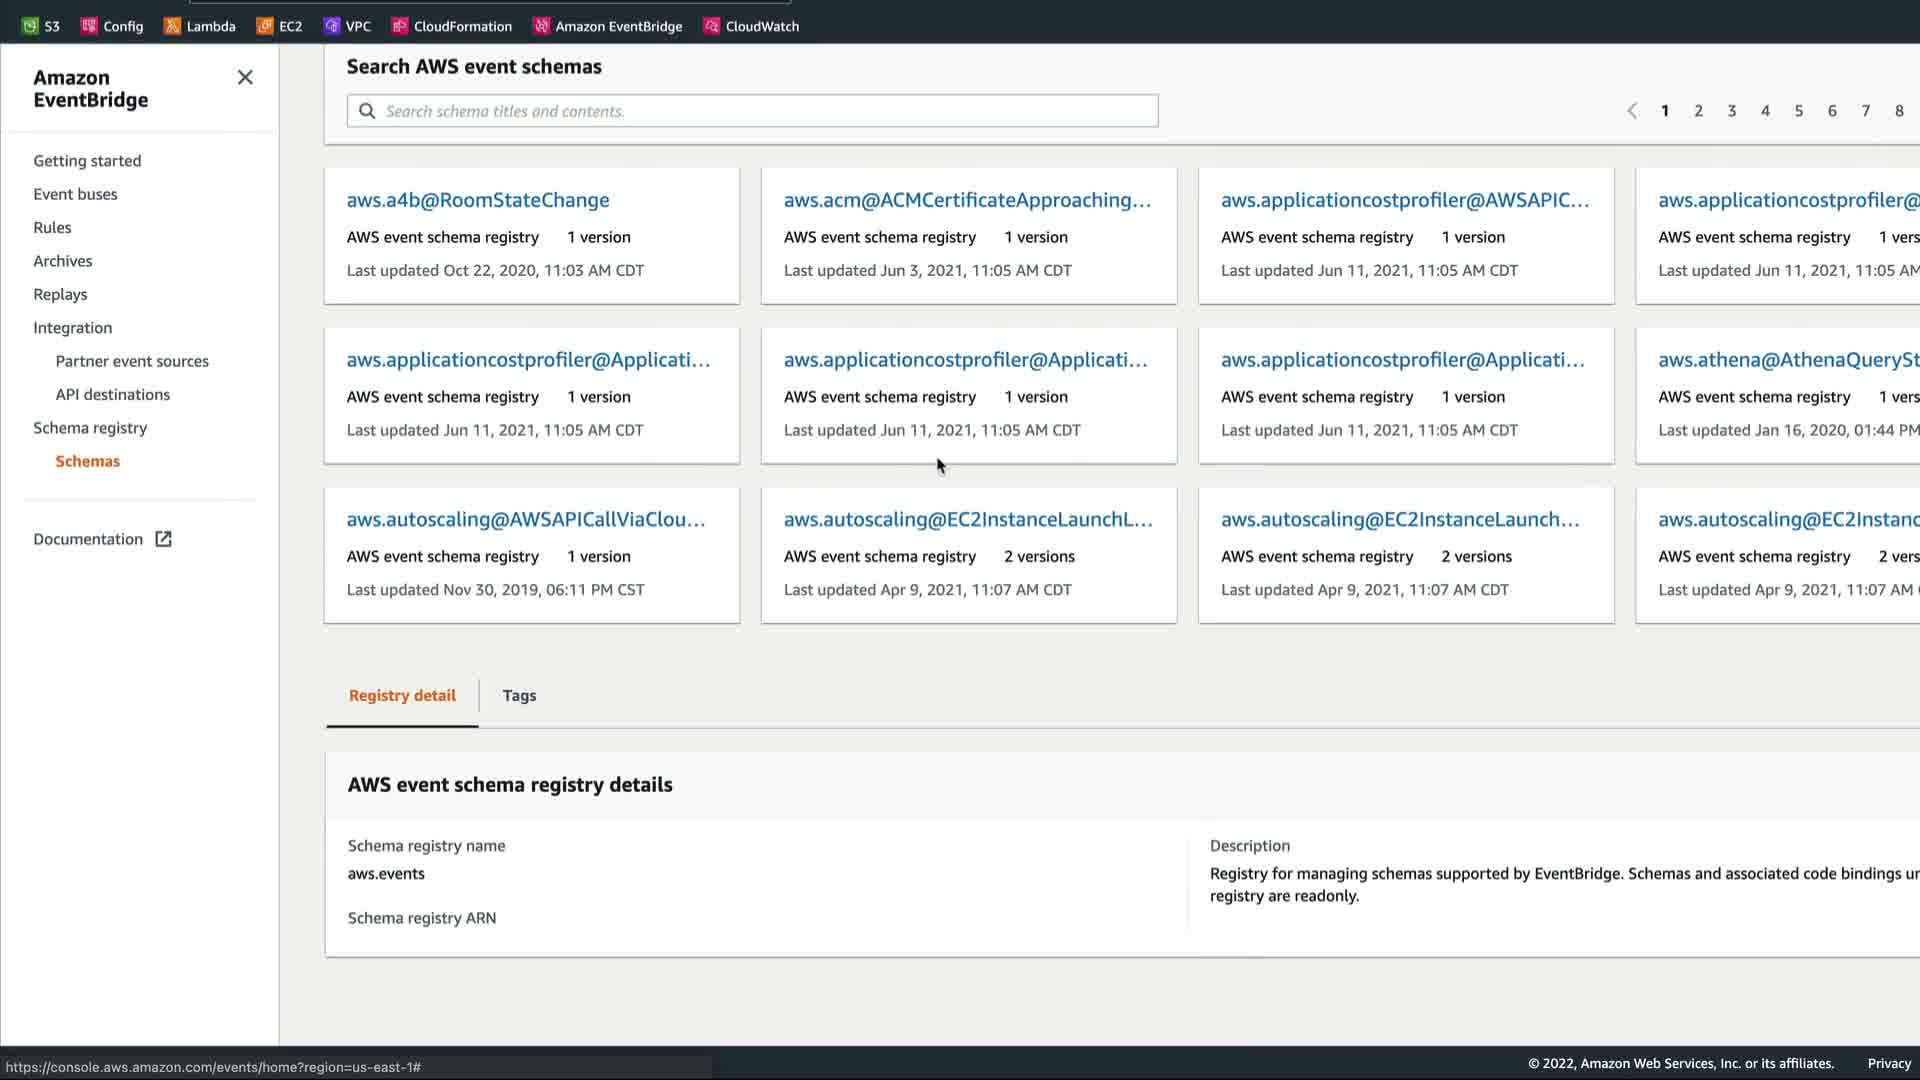 S3 Config Lambda EC2 VPC CloudFormation Amazon EventBridge CloudWatch
Amazon
EventBridge
Getting started
Event buses
Rules
Archives
Replays
Integration
Partner event sources
API destinations
Schema registry
Schemas
Documentation
Search AWS event schemas
Search schema titles and contents.
1 2 3 4 5 6 7 8
aws.a4b@RoomStateChange
AWS event schema registry 1 version
Last updated Oct 22, 2020, 11:03 AM CDT
aws.acm@ACMCertificateApproaching...
AWS event schema registry 1 version
Last updated Jun 3, 2021, 11:05 AM CDT
aws.applicationcostprofiler@AWSAPIC...
AWS event schema registry 1 version
Last updated Jun 11, 2021, 11:05 AM CDT
aws.applicationcostprofiler@
AWS event schema registry 1 vers
Last updated Jun 11, 2021, 11:05 AM
aws.applicationcostprofiler@Applicati...
AWS event schema registry 1 version
Last updated Jun 11, 2021, 11:05 AM CDT
aws.applicationcostprofiler@Applicati...
AWS event schema registry 1 version
Last updated Jun 11, 2021, 11:05 AM CDT
aws.applicationcostprofiler@Applicati...
AWS event schema registry 1 version
Last updated Jun 11, 2021, 11:05 AM CDT
aws.athena@AthenaQuerySt
AWS event schema registry 1 vers
Last updated Jan 16, 2020, 01:44 PM
aws.autoscaling@AWSAPICallViaClou...
AWS event schema registry 1 version
Last updated Nov 30, 2019, 06:11 PM CST
aws.autoscaling@EC2InstanceLaunchL...
AWS event schema registry 2 versions
Last updated Apr 9, 2021, 11:07 AM CDT
aws.autoscaling@EC2InstanceLaunch...
AWS event schema registry 2 versions
Last updated Apr 9, 2021, 11:07 AM CDT
aws.autoscaling@EC2Instanc
AWS event schema registry 2 vers
Last updated Apr 9, 2021, 11:07 AM
Registry detail Tags
AWS event schema registry details
Schema registry name
aws.events
Schema registry ARN
Description
Registry for managing schemas supported by EventBridge. Schemas and associated code bindings un
registry are readonly.
https://console.aws.amazon.com/events/home?region=us-east-1#
© 2022, Amazon Web Services, Inc. or its affiliates. Privacy